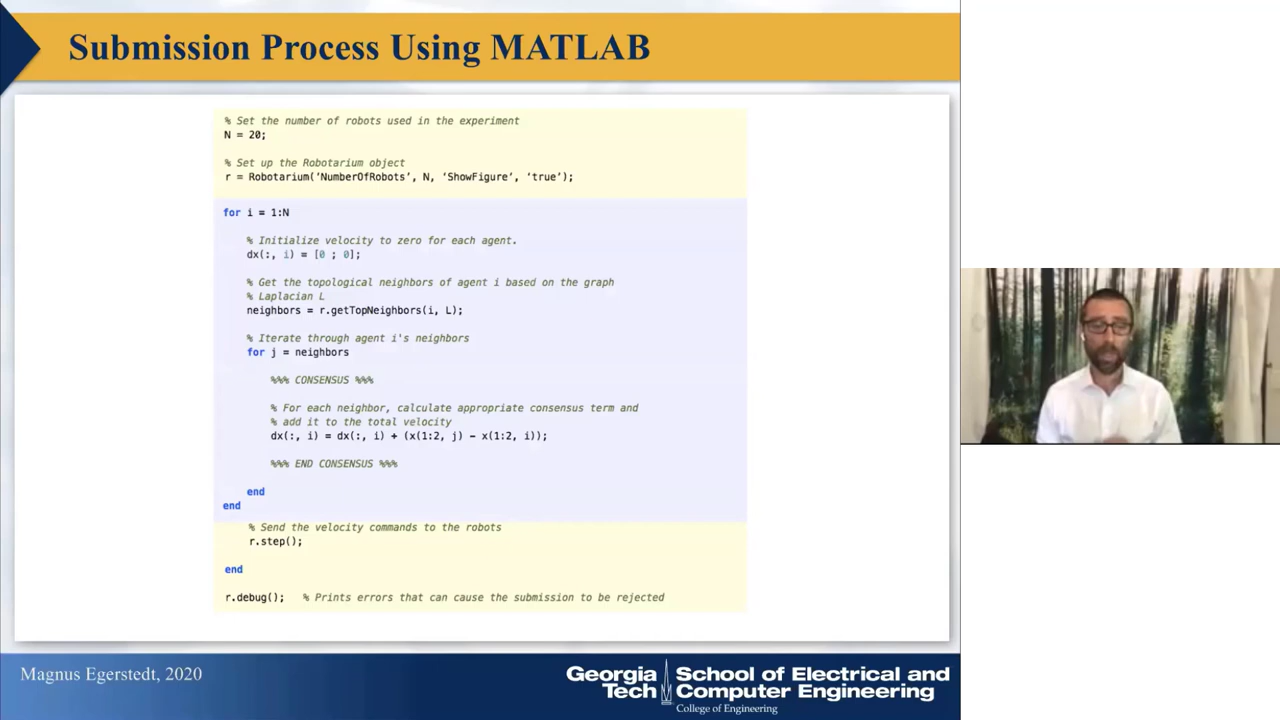 Submission Process Using MATLAB
% Set the number of robots used in the experiment
N = 20;
% Set up the Robotarium object
r = Robotarium(‘NumberOfRobots’, N, ‘ShowFigure’, ‘true’);
for i = 1:N
% Initialize velocity to zero for each agent.
dx(:, i) = [0 ; 0];
% Get the topological neighbors of agent i based on the graph
% Laplacian L
neighbors = r.getTopNeighbors(i, L);
% Iterate through agent i's neighbors
for j = neighbors
%%% CONSENSUS %%%
% For each neighbor, calculate appropriate consensus term and
% add it to the total velocity
dx(:, i) = dx(:, i) + (x(1:2, j) - x(1:2, i));
%%% END CONSENSUS %%%
end
end
% Send the velocity commands to the robots
r.step();
end
r.debug(); % Prints errors that can cause the submission to be rejected
Magnus Egerstedt, 2020
Georgia Tech
School of Electrical and
Computer Engineering
College of Engineering